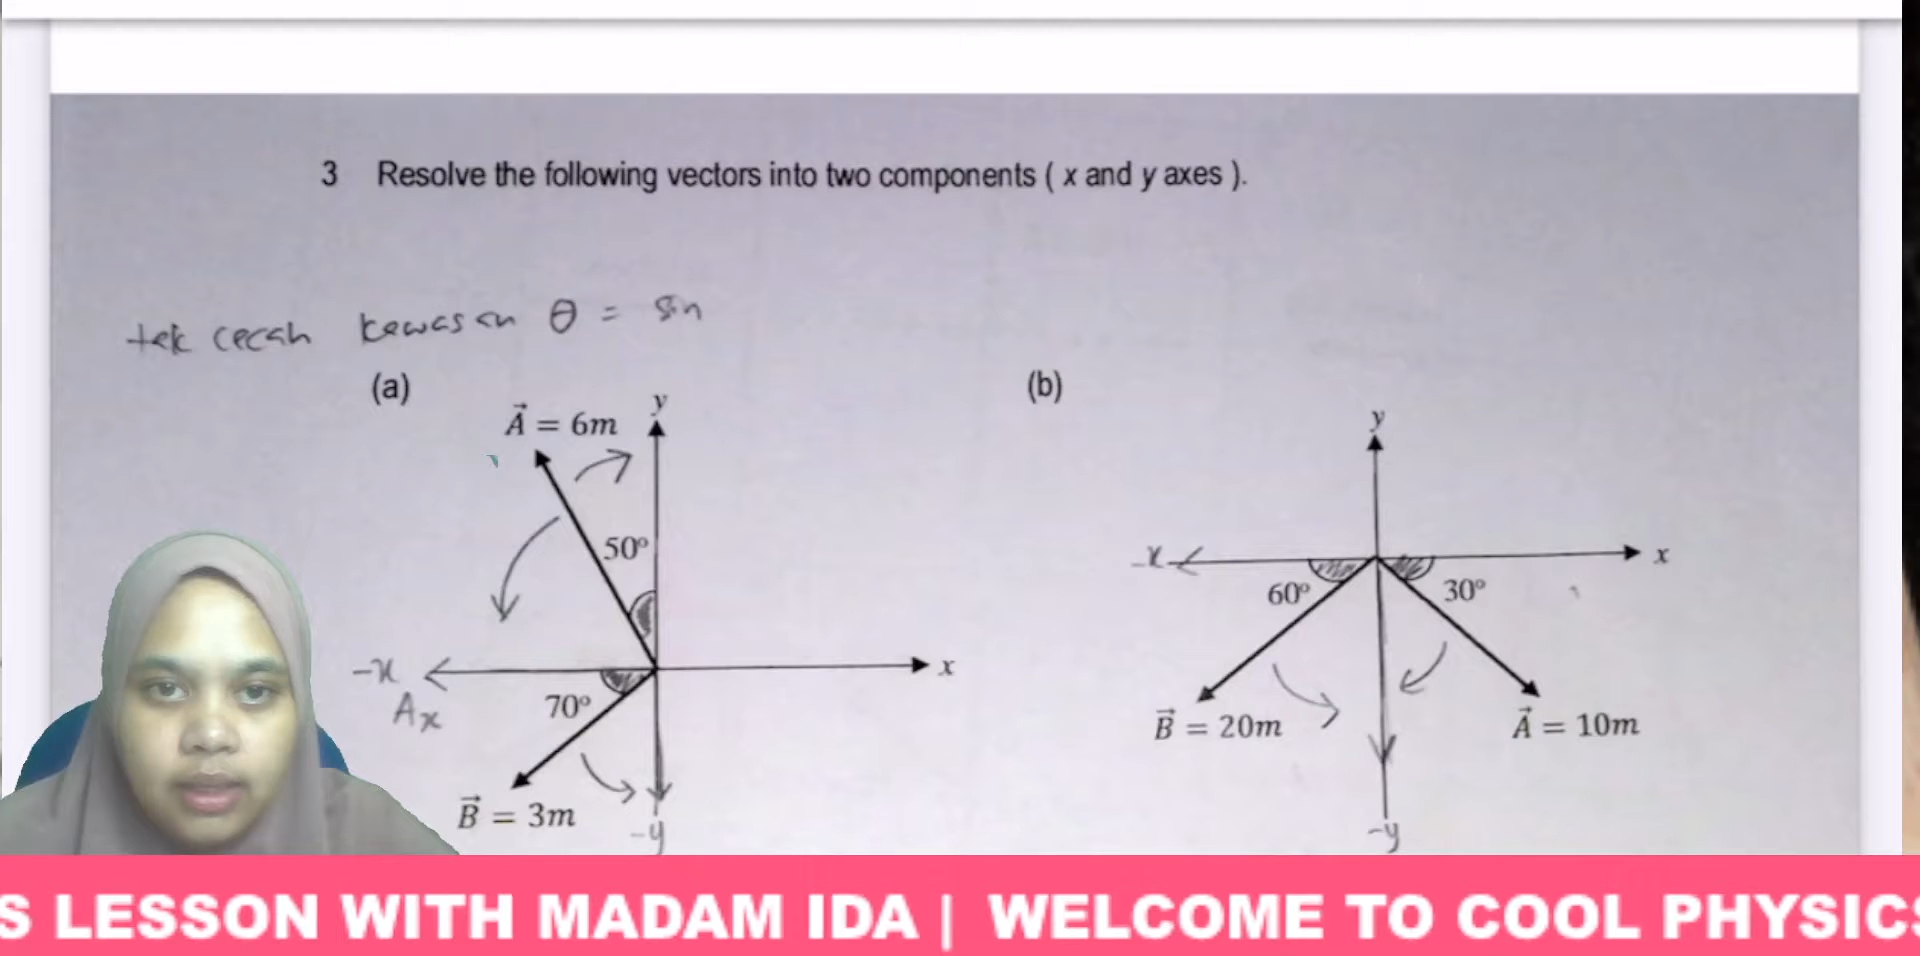 3 Resolve the following vectors into two components ( x and y axes ).
tak cecah kawasan θ = sin
(a)
A⃗ = 6m
y
50°
-x
Ax
x
70°
B⃗ = 3m
-y
(b)
y
-x
x
60°
30°
B⃗ = 20m
A⃗ = 10m
-y
S LESSON WITH MADAM IDA | WELCOME TO COOL PHYSICS